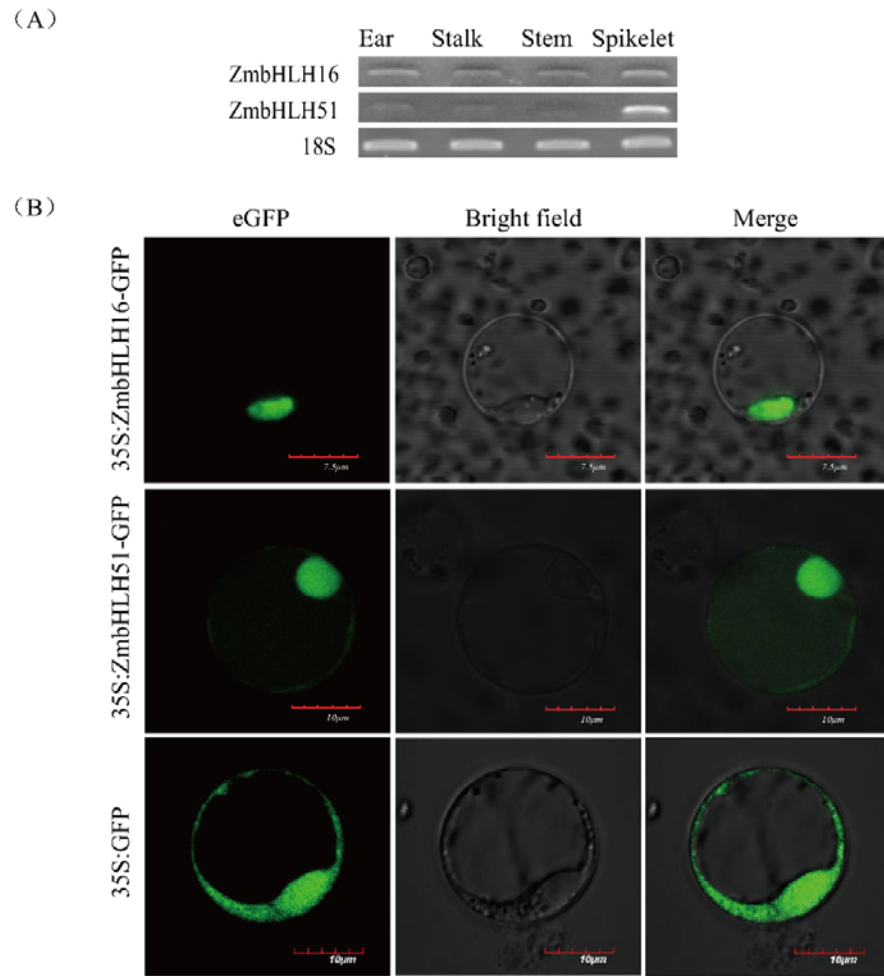 （A）
Ear Stalk Stem Spikelet
ZmbHLH16
ZmbHLH51
18S
（B）
eGFP Bright field Merge
35S:ZmbHLH16-GFP
7.5μm 7.5μm 7.5μm
35S:ZmbHLH51-GFP
10μm 10μm 10μm
35S:GFP
10μm 10μm 10μm